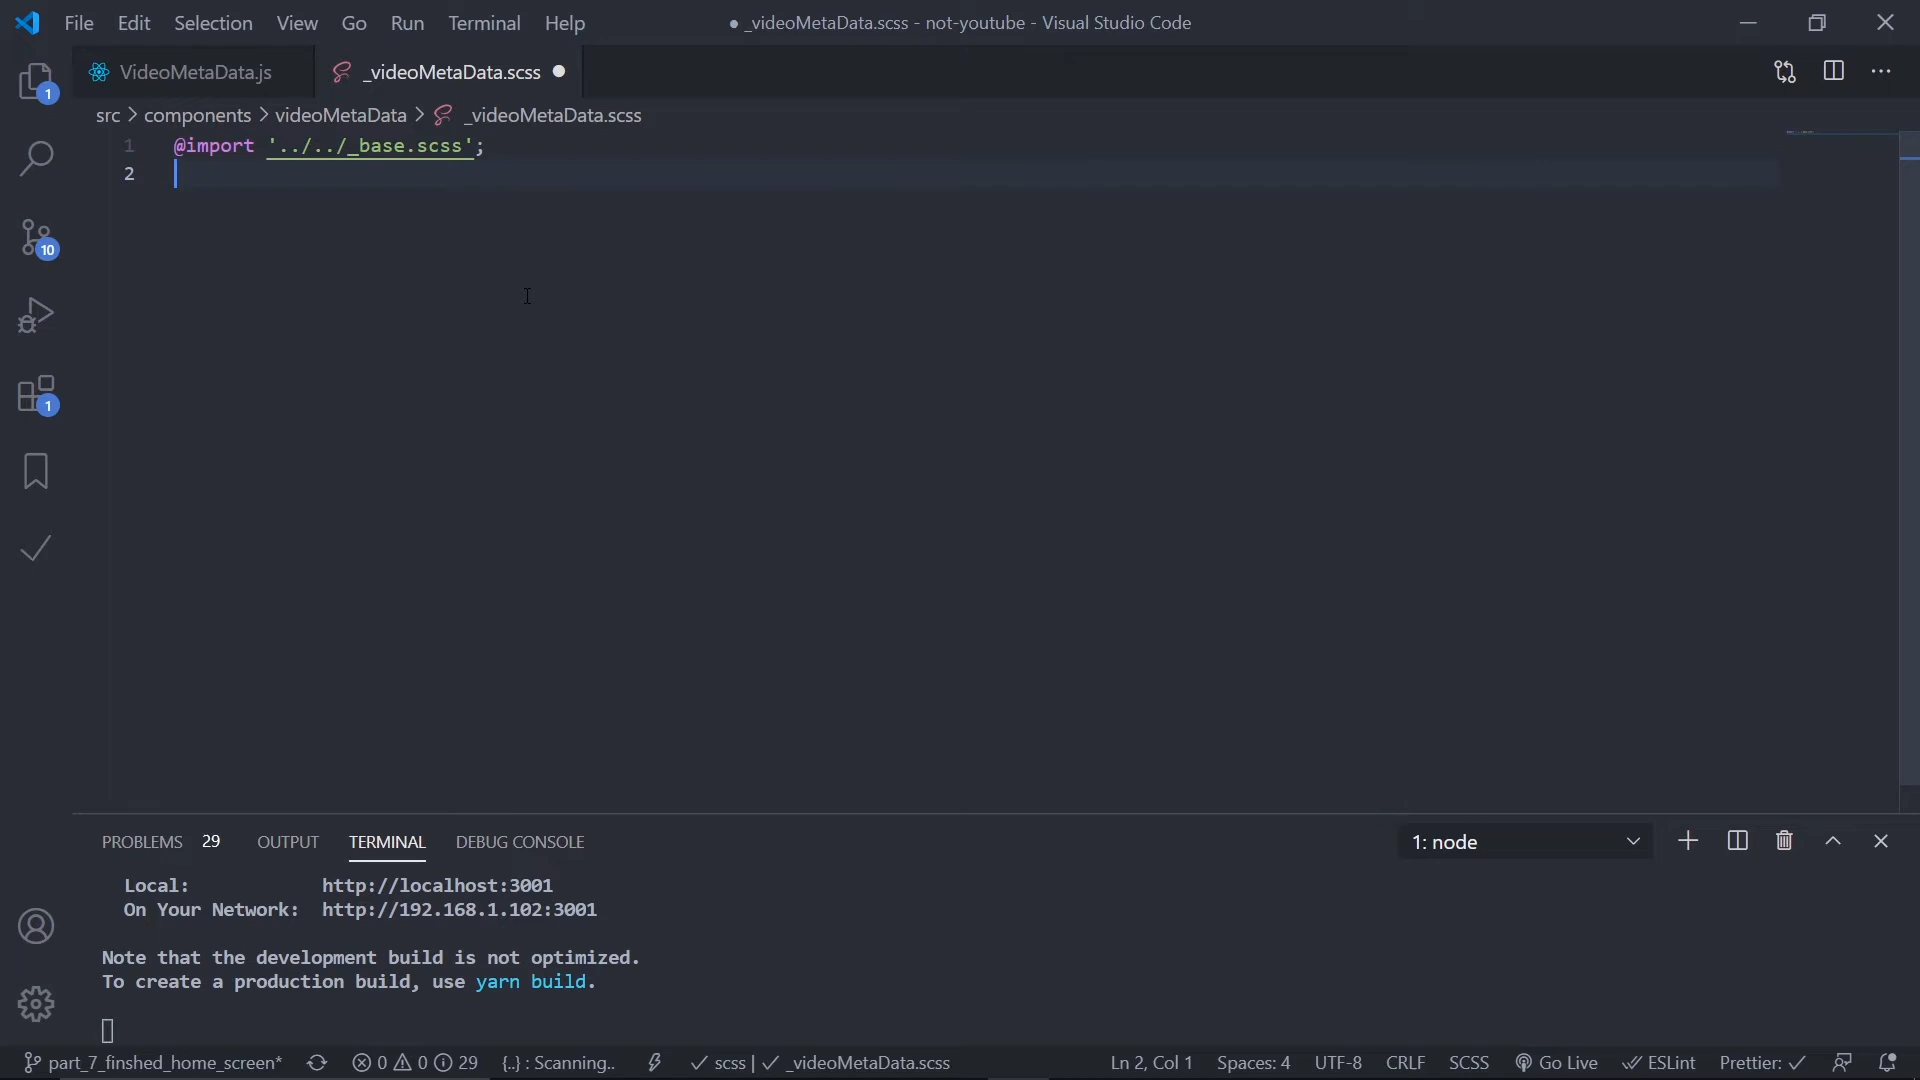 File Edit Selection View Go Run Terminal Help ● _videoMetaData.scss - not-youtube - Visual Studio Code
VideoMetaData.js _videoMetaData.scss
1
src > components > videoMetaData > _videoMetaData.scss
1 @import '../../_base.scss';
2
10
1
PROBLEMS 29 OUTPUT TERMINAL DEBUG CONSOLE 1: node
Local: http://localhost:3001
On Your Network: http://192.168.1.102:3001
Note that the development build is not optimized.
To create a production build, use yarn build.
part_7_finshed_home_screen* 0 0 29 {..} : Scanning.. scss | _videoMetaData.scss Ln 2, Col 1 Spaces: 4 UTF-8 CRLF SCSS Go Live ESLint Prettier: